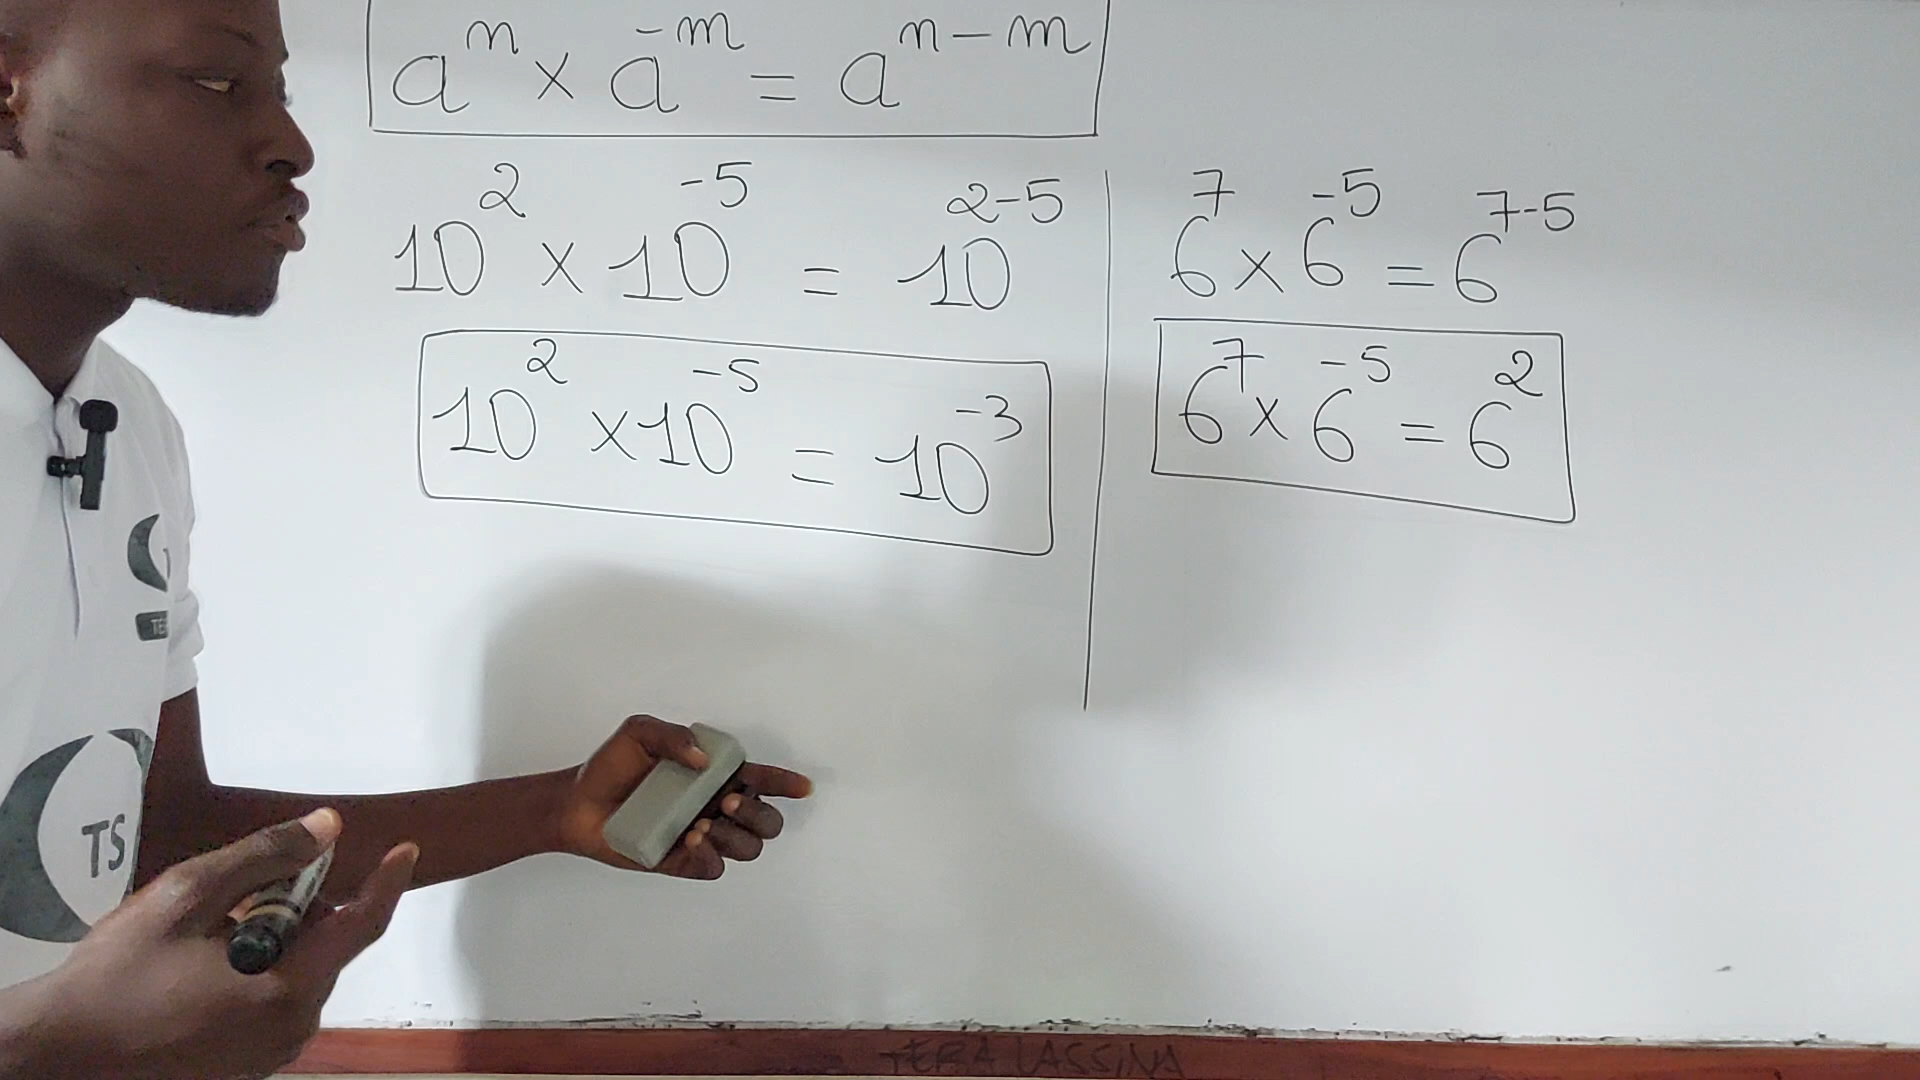 aⁿ × a⁻ᵐ = aⁿ⁻ᵐ
10² × 10⁻⁵ = 10²⁻⁵
10² × 10⁻⁵ = 10⁻³
6⁷ × 6⁻⁵ = 6⁷⁻⁵
6⁷ × 6⁻⁵ = 6²
TS
TERA LASSINA